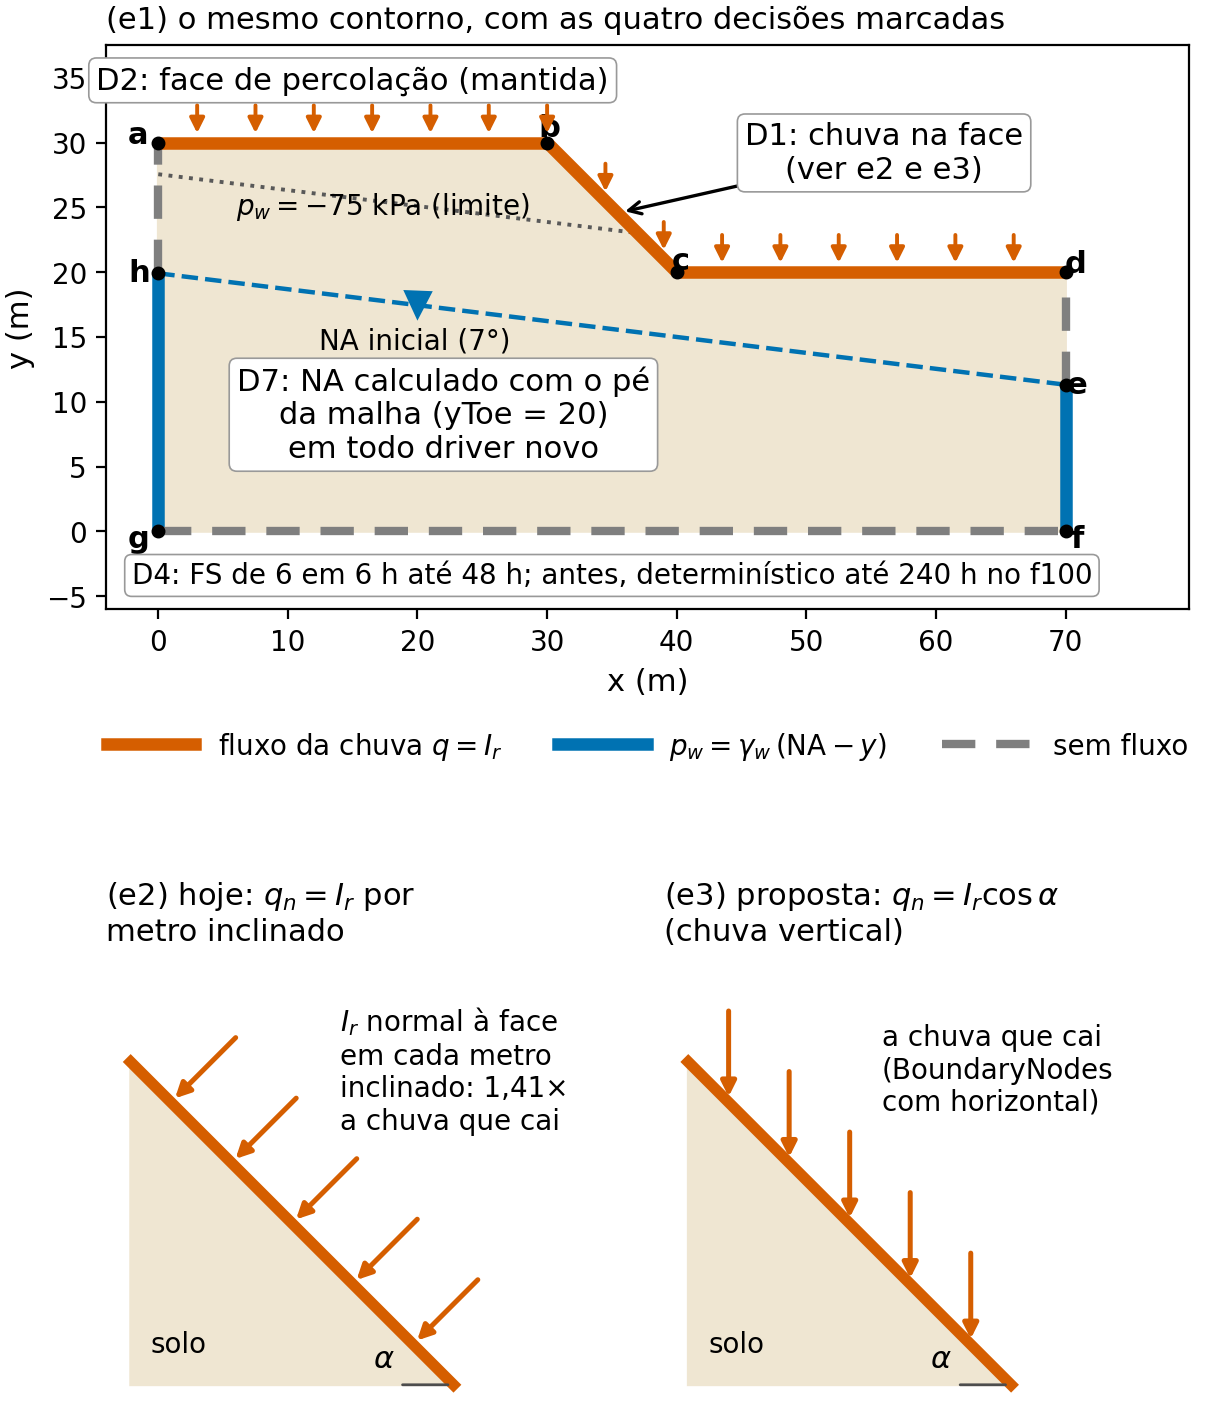 (e1) o mesmo contorno, com as quatro decisões marcadas
D2: face de percolação (mantida)
D1: chuva na face
(ver e2 e e3)
a
b
c
d
e
f
g
h
p_w = −75 kPa (limite)
NA inicial (7°)
D7: NA calculado com o pé
da malha (yToe = 20)
em todo driver novo
D4: FS de 6 em 6 h até 48 h; antes, determinístico até 240 h no f100
35
30
25
20
15
10
5
0
−5
y (m)
0 10 20 30 40 50 60 70
x (m)
fluxo da chuva q = I_r
p_w = γ_w (NA − y)
sem fluxo
(e2) hoje: q_n = I_r por
metro inclinado
I_r normal à face
em cada metro
inclinado: 1,41×
a chuva que cai
solo
α
(e3) proposta: q_n = I_r cos α
(chuva vertical)
a chuva que cai
(BoundaryNodes
com horizontal)
solo
α